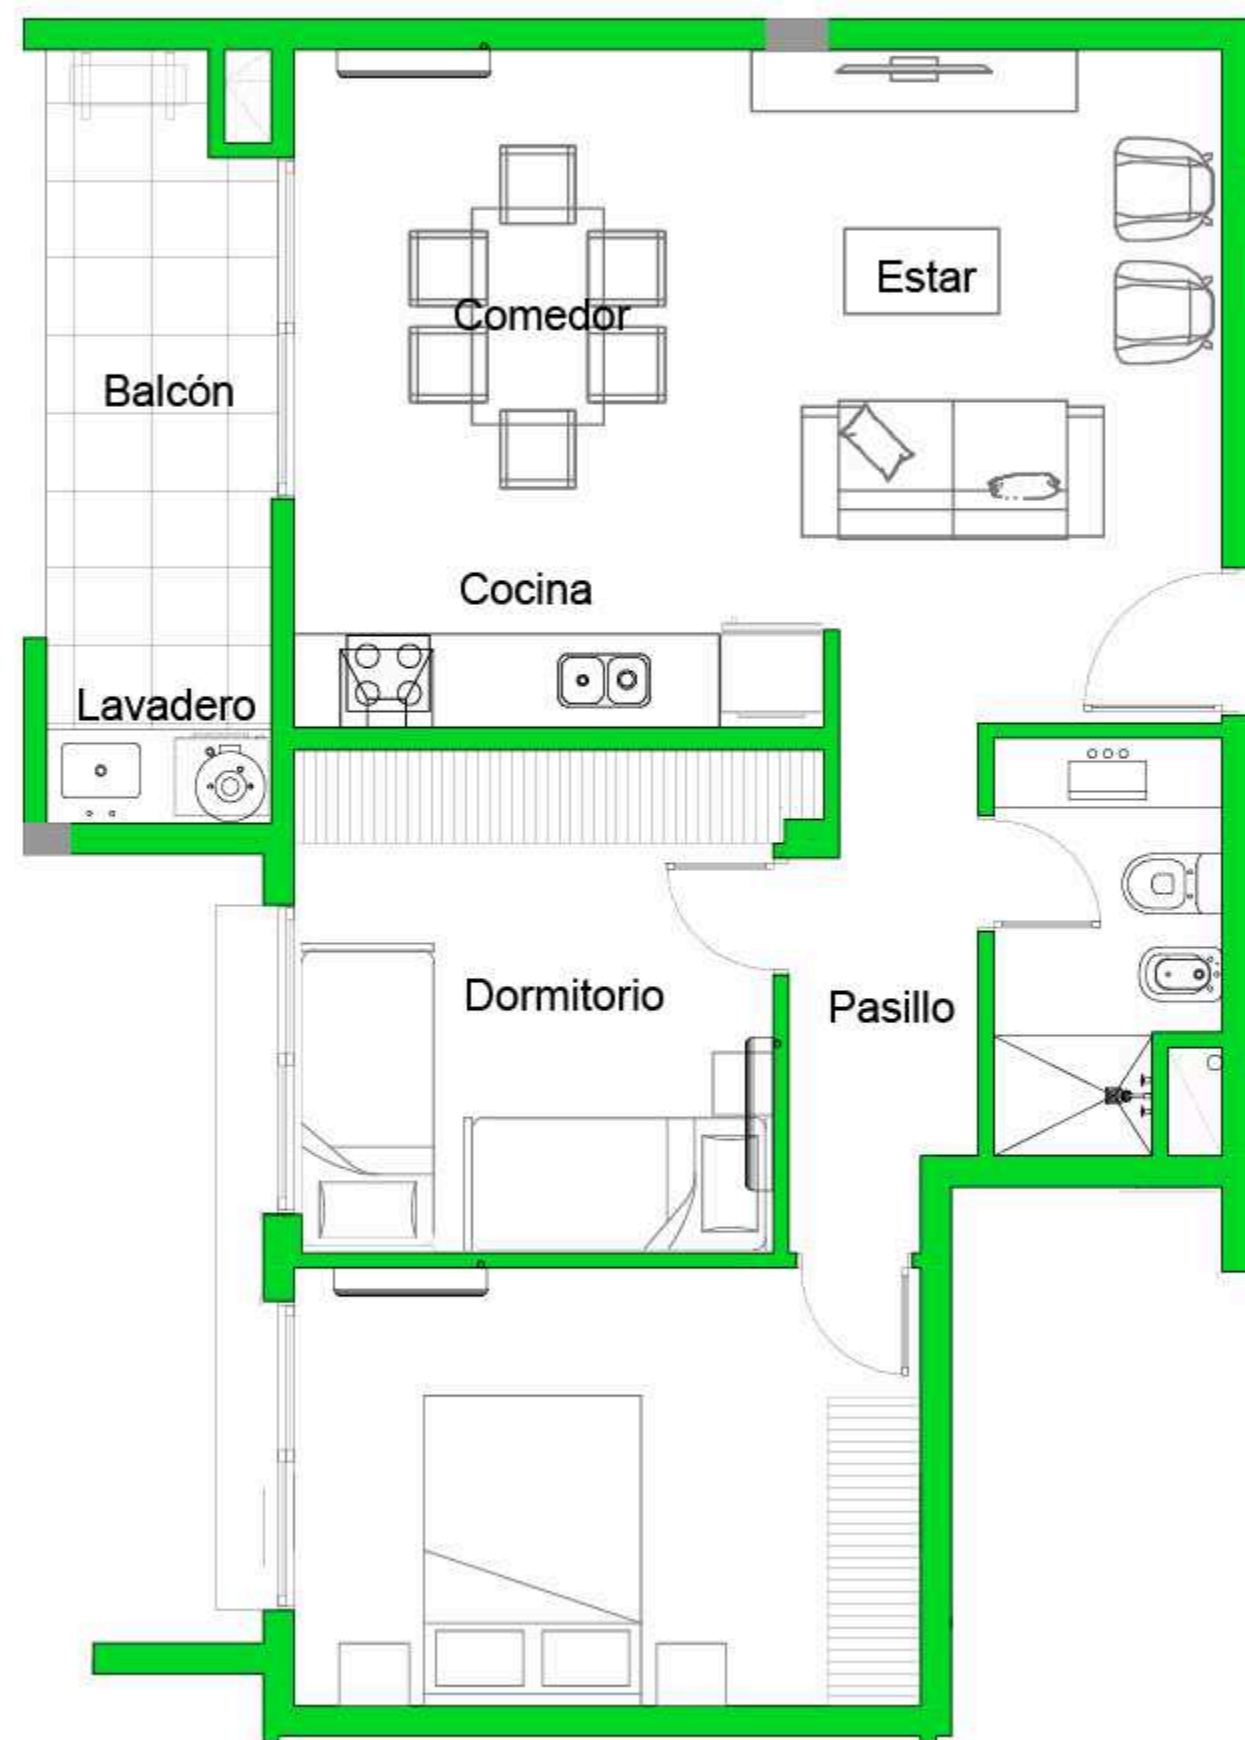 Estar
Comedor
Balcón
Cocina
Lavadero
Dormitorio
Pasillo